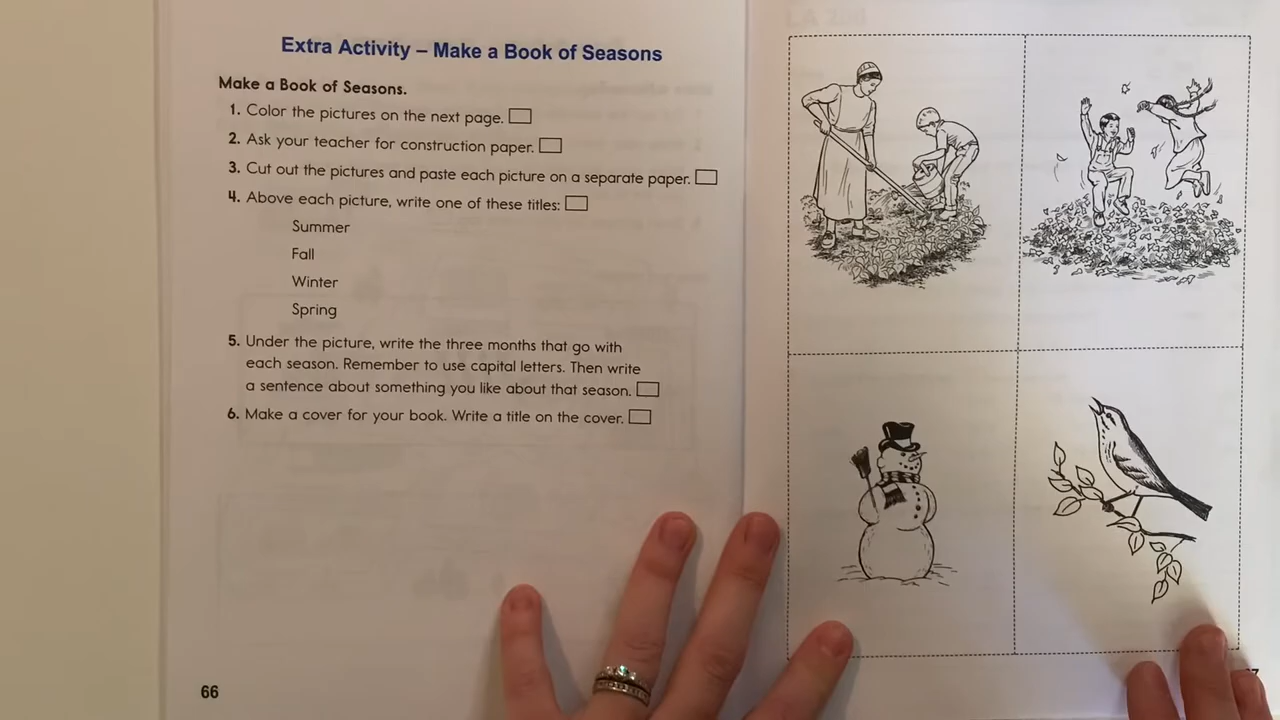 Extra Activity – Make a Book of Seasons
Make a Book of Seasons.
1. Color the pictures on the next page.
2. Ask your teacher for construction paper.
3. Cut out the pictures and paste each picture on a separate paper.
4. Above each picture, write one of these titles:
Summer
Fall
Winter
Spring
5. Under the picture, write the three months that go with
each season. Remember to use capital letters. Then write
a sentence about something you like about that season.
6. Make a cover for your book. Write a title on the cover.
66